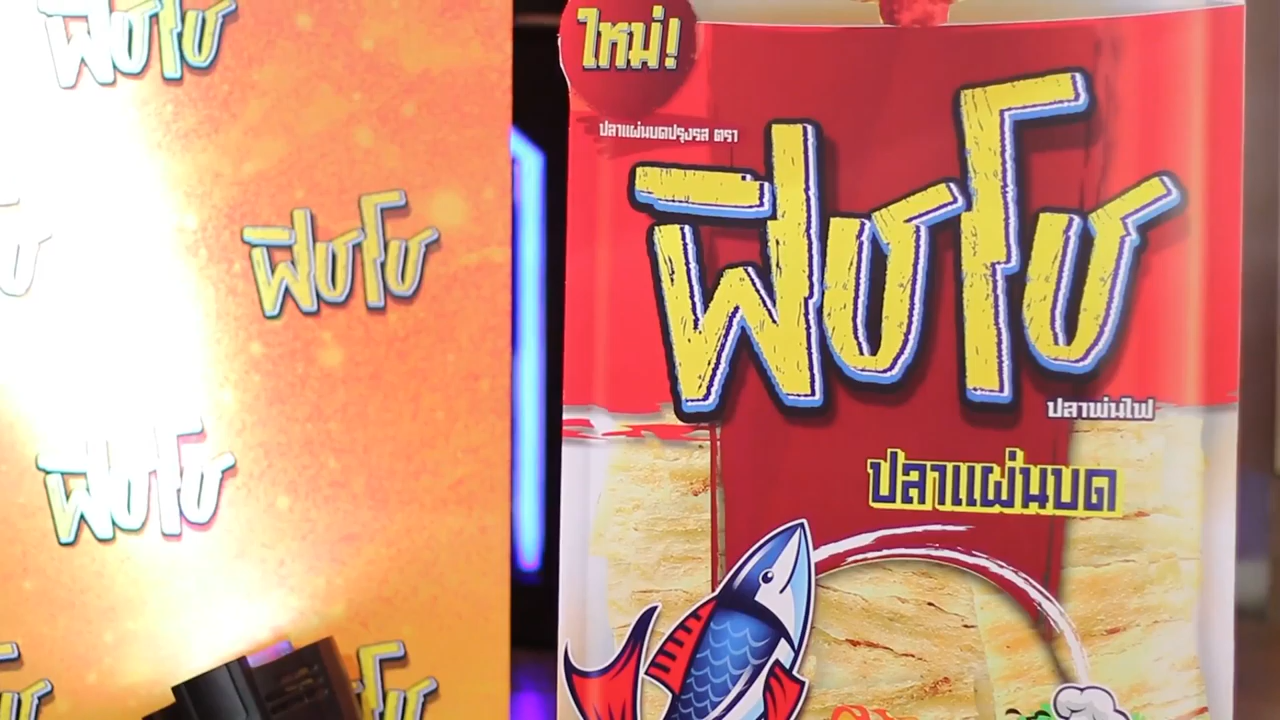 ฟิชโช
ใหม่!
ปลาแผ่นบดปรุงรส ตรา
ฟิชโช
ปลาพ่นไฟ
ปลาแผ่นบด
ฟิชโช
ฟิชโช